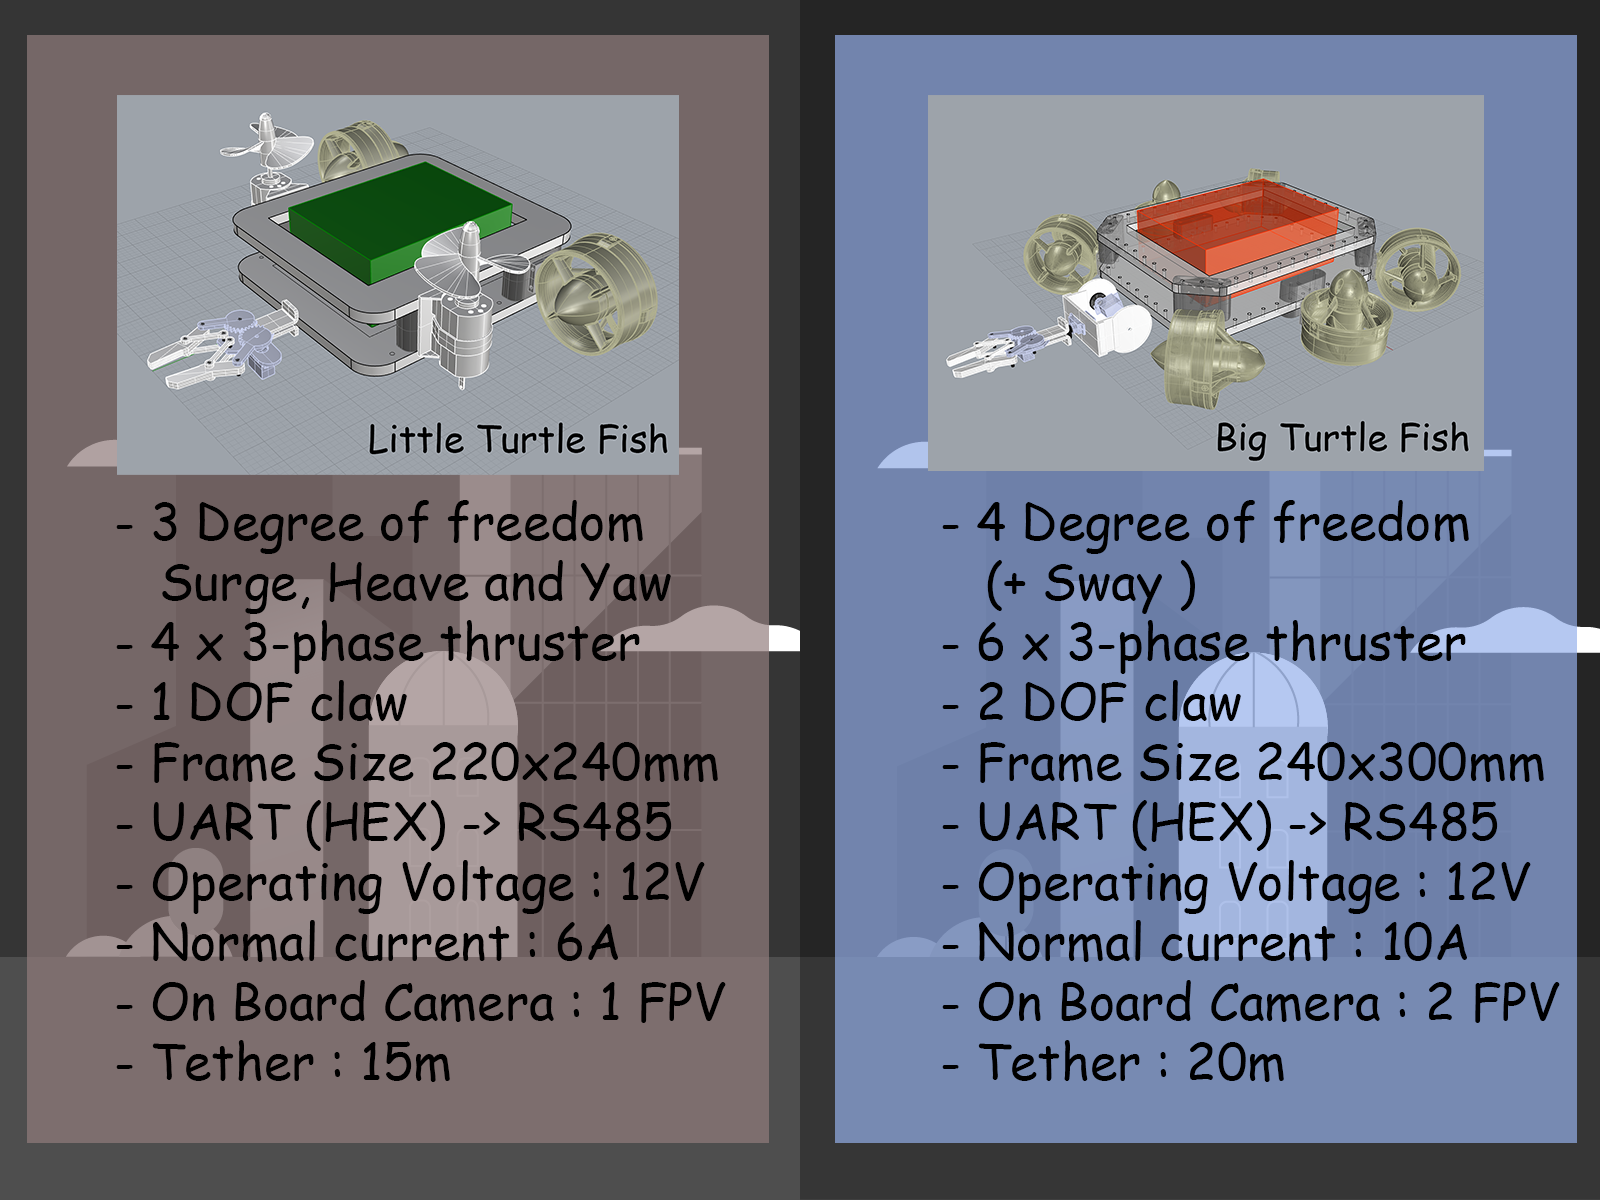 Little Turtle Fish
- 3 Degree of freedom
Surge, Heave and Yaw
- 4 x 3-phase thruster
- 1 DOF claw
- Frame Size 220x240mm
- UART (HEX) -> RS485
- Operating Voltage : 12V
- Normal current : 6A
- On Board Camera : 1 FPV
- Tether : 15m
Big Turtle Fish
- 4 Degree of freedom
(+ Sway )
- 6 x 3-phase thruster
- 2 DOF claw
- Frame Size 240x300mm
- UART (HEX) -> RS485
- Operating Voltage : 12V
- Normal current : 10A
- On Board Camera : 2 FPV
- Tether : 20m